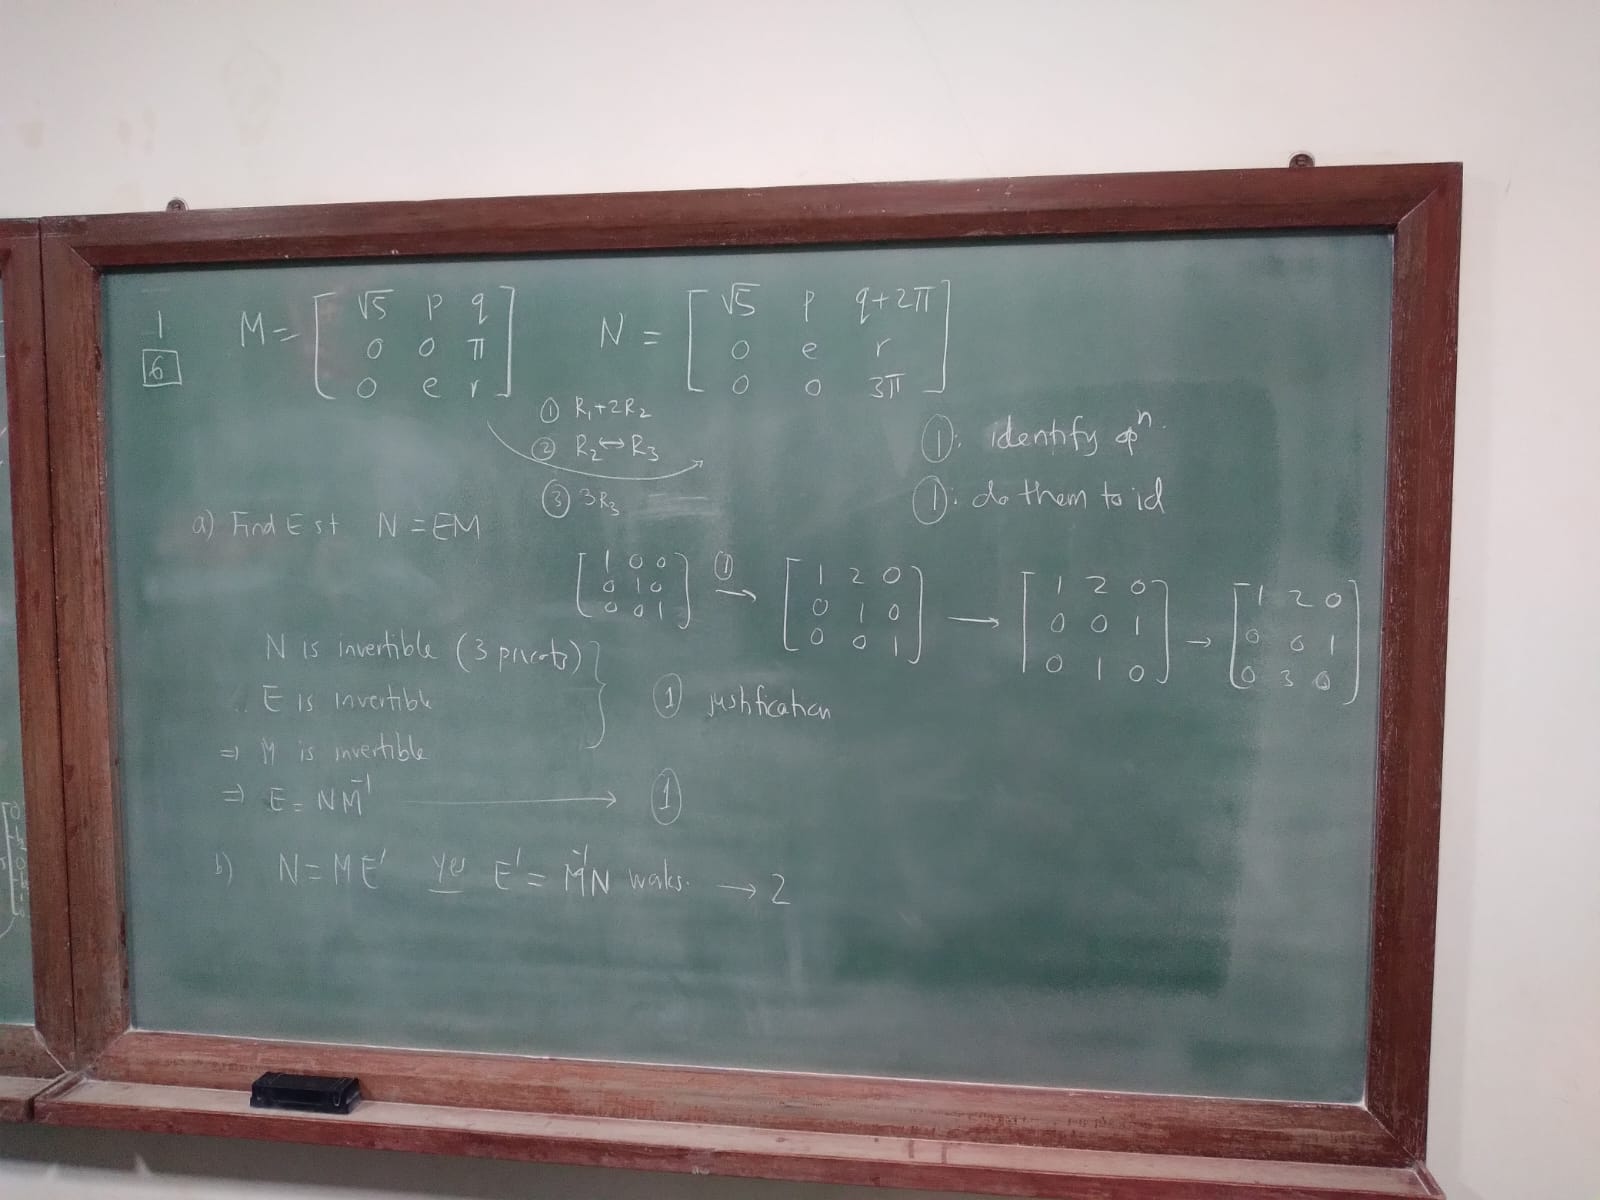 1
6
M = [ √5 p q
0 0 π
0 e r ]
N = [ √5 p q+2π
0 e r
0 0 3π ]
① R₁+2R₂
② R₂↔R₃
③ 3R₃
①: identify opⁿ.
①: do them to id
a) Find E st N = EM
[ 1 0 0
0 1 0
0 0 1 ]
① →
[ 1 2 0
0 1 0
0 0 1 ]
→
[ 1 2 0
0 0 1
0 1 0 ]
→
[ 1 2 0
0 0 1
0 3 0 ]
N is invertible (3 pivots)
E is invertible
① justification
⇒ M is invertible
⇒ E = NM⁻¹ → ①
b) N = ME' Yes E' = M⁻¹N works. → 2